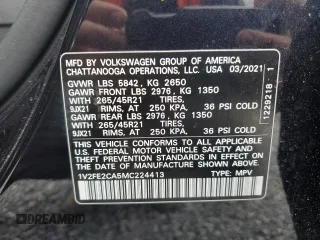 MFD BY VOLKSWAGEN GROUP OF AMERICA
CHATTANOOGA OPERATIONS, LLC. USA 03/2021
GVWR LBS 5842, KG 2650
GAWR FRONT LBS 2976, KG 1350
WITH 265/45R21 TIRES,
9JX21 RIMS, AT 250 KPA, 36 PSI COLD
GAWR REAR LBS 2976, KG 1350
WITH 265/45R21 TIRES,
9JX21 RIMS, AT 250 KPA, 36 PSI COLD
THIS VEHICLE CONFORMS TO ALL APPLICABLE
FEDERAL MOTOR VEHICLE SAFETY AND THEFT
PREVENTION STANDARDS IN EFFECT ON THE
DATE OF MANUFACTURE SHOWN ABOVE.
1V2FE2CA5MC224413 TYPE: MPV
1229218-1
DREAMBID